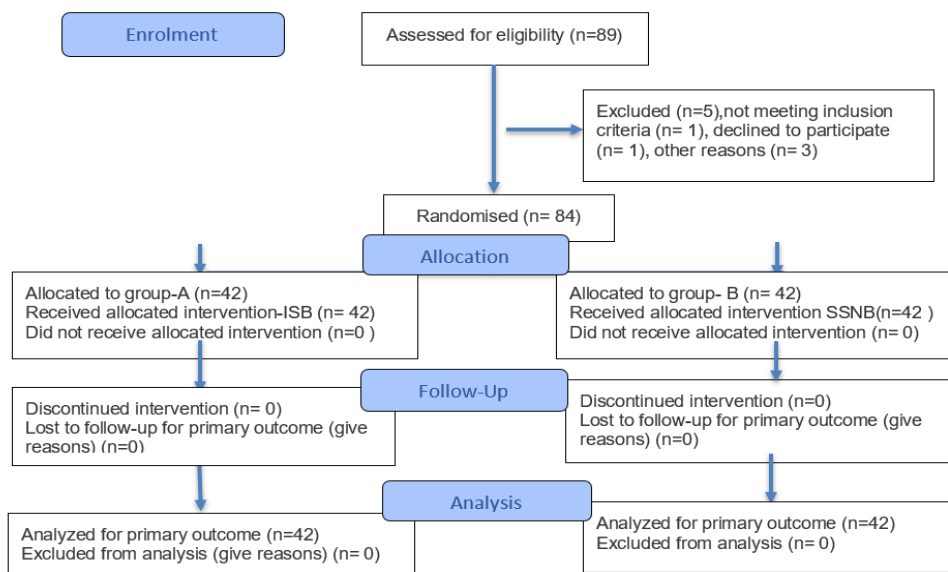 Enrolment
Assessed for eligibility (n=89)
Excluded (n=5),not meeting inclusion
criteria (n= 1), declined to participate
(n= 1), other reasons (n= 3)
Randomised (n= 84)
Allocation
Allocated to group-A (n=42)
Received allocated intervention-ISB (n= 42)
Did not receive allocated intervention (n=0 )
Allocated to group- B (n= 42)
Received allocated intervention SSNB(n=42 )
Did not receive allocated intervention (n= 0)
Follow-Up
Discontinued intervention (n= 0)
Lost to follow-up for primary outcome (give
reasons) (n=0)
Discontinued intervention (n=0)
Lost to follow-up for primary outcome (give
reasons) (n=0)
Analysis
Analyzed for primary outcome (n=42)
Excluded from analysis (give reasons) (n= 0)
Analyzed for primary outcome (n=42)
Excluded from analysis (n= 0)